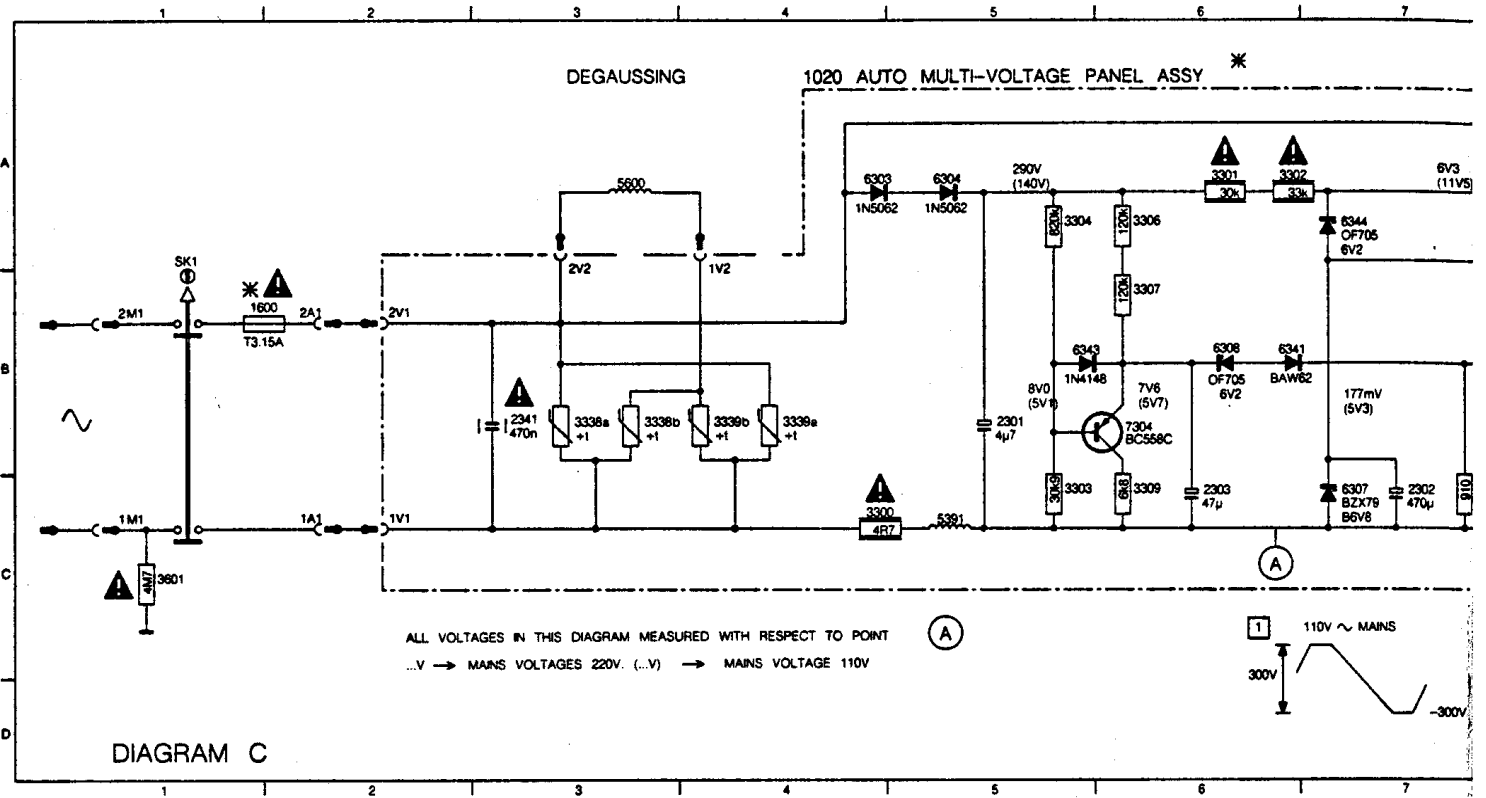 1 2 3 4 5 6 7
DEGAUSSING
1020 AUTO MULTI-VOLTAGE PANEL ASSY *
A
5600
6303
1N5062
6304
1N5062
290V
(140V)
3301
30k
3302
33k
6V3
(11V5
820k 3304
120k 3306
6344
OF705
6V2
2V2
1V2
120k 3307
SK1
2M1
*
1600
T3.15A
2A1
2V1
B
6343
1N4148
6308
OF705
6V2
6341
BAW62
8V0
(5V1)
7V6
(5V7)
177mV
(5V3)
2341
470n
3338a
+t
3338b
+t
3339b
+t
3339a
+t
2301
4µ7
7304
BC558C
30k9 3303
6k8 3309
2303
47µ
6307
BZX79
B6V8
2302
470µ
910
1M1
1A1
1V1
3300
4R7
5391
C
4M7 3601
A
ALL VOLTAGES IN THIS DIAGRAM MEASURED WITH RESPECT TO POINT A
...V → MAINS VOLTAGES 220V. (...V) → MAINS VOLTAGE 110V
1 110V ~ MAINS
300V
-300V
D
DIAGRAM C
1 2 3 4 5 6 7